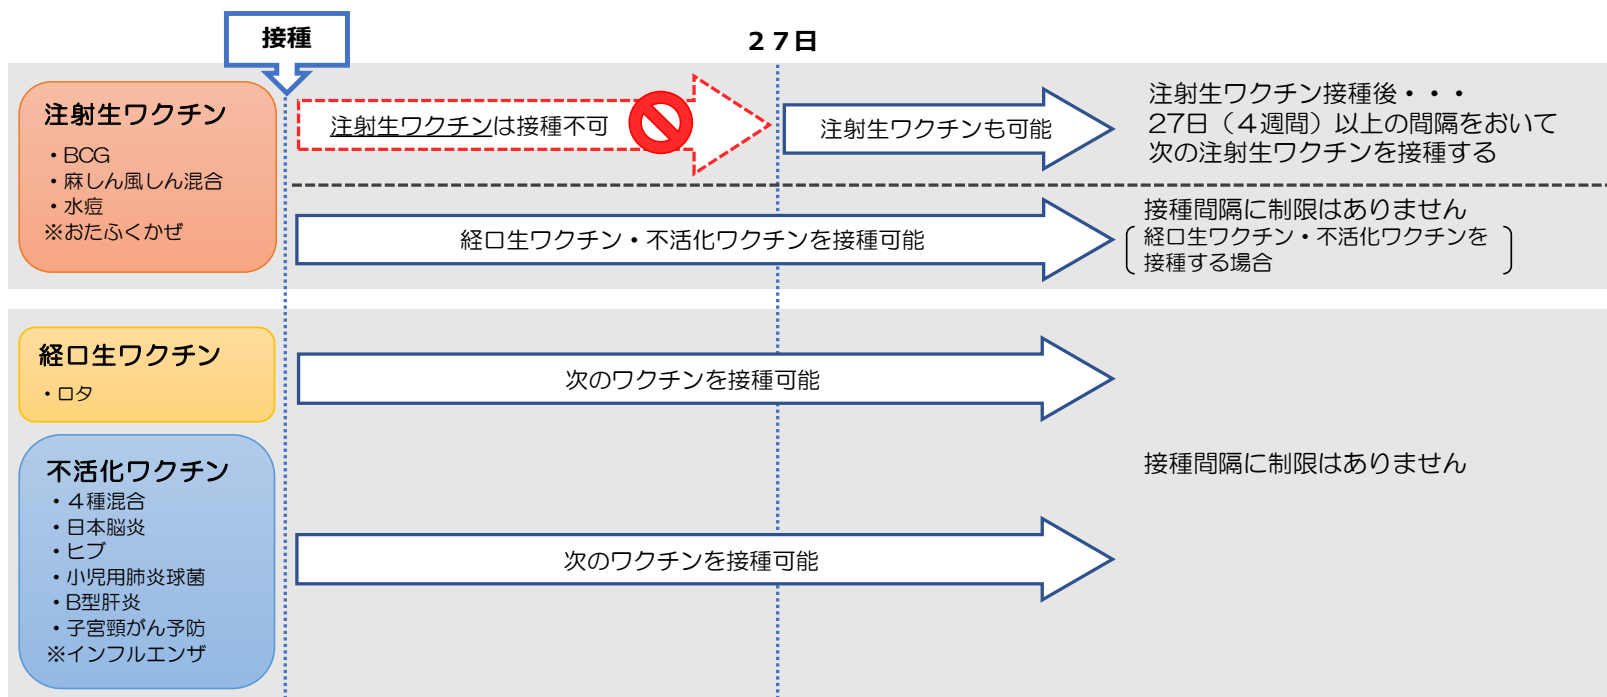 接種
２７日
注射生ワクチン
・BCG
・麻しん風しん混合
・水痘
※おたふくかぜ
注射生ワクチンは接種不可
注射生ワクチンも可能
注射生ワクチン接種後・・・
27日（４週間）以上の間隔をおいて
次の注射生ワクチンを接種する
経口生ワクチン・不活化ワクチンを接種可能
接種間隔に制限はありません
経口生ワクチン・不活化ワクチンを
接種する場合
経口生ワクチン
・ロタ
次のワクチンを接種可能
不活化ワクチン
・４種混合
・日本脳炎
・ヒブ
・小児用肺炎球菌
・B型肝炎
・子宮頸がん予防
※インフルエンザ
次のワクチンを接種可能
接種間隔に制限はありません